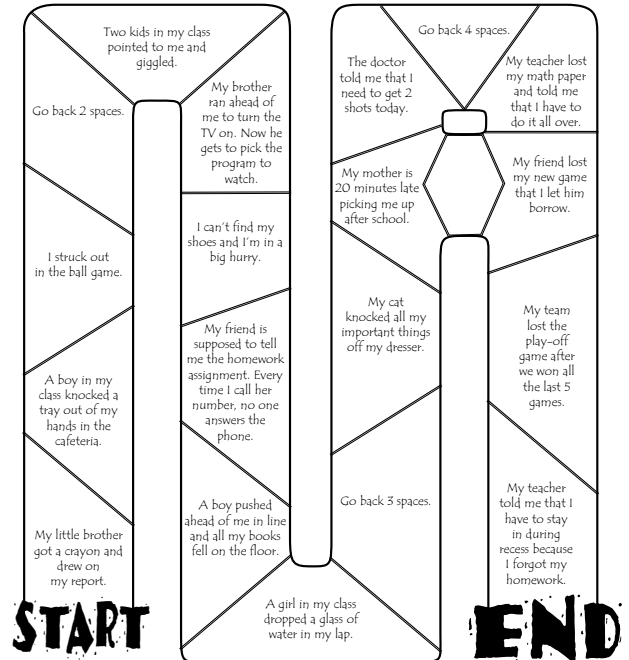 START
My little brother
got a crayon and
drew on
my report.
A boy in my
class knocked a
tray out of my
hands in the
cafeteria.
I struck out
in the ball game.
Go back 2 spaces.
Two kids in my class
pointed to me and
giggled.
My brother
ran ahead of
me to turn the
TV on. Now he
gets to pick the
program to
watch.
I can't find my
shoes and I'm in a
big hurry.
My friend is
supposed to tell
me the homework
assignment. Every
time I call her
number, no one
answers the
phone.
A boy pushed
ahead of me in line
and all my books
fell on the floor.
A girl in my class
dropped a glass of
water in my lap.
Go back 3 spaces.
My cat
knocked all my
important things
off my dresser.
My mother is
20 minutes late
picking me up
after school.
The doctor
told me that I
need to get 2
shots today.
Go back 4 spaces.
My teacher lost
my math paper
and told me
that I have to
do it all over.
My friend lost
my new game
that I let him
borrow.
My team
lost the
play-off
game after
we won all
the last 5
games.
My teacher
told me that I
have to stay
in during
recess because
I forgot my
homework.
END